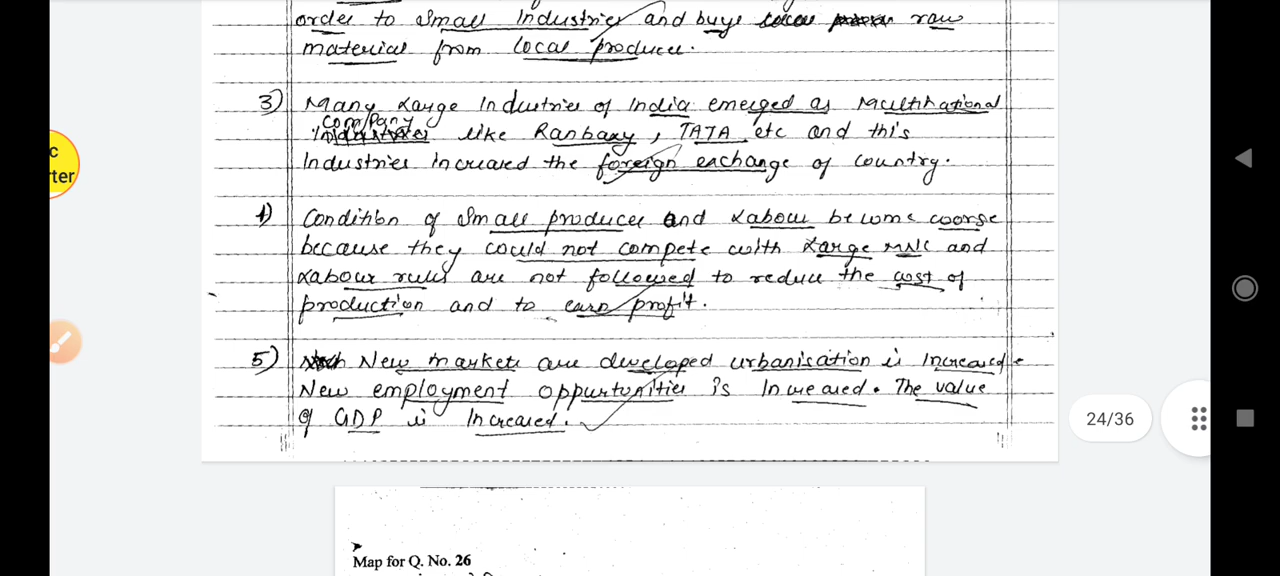 order to small Industries and buys raw
material from local producer.
3) Many Large Industries of India emerged as Multinational
company
like Ranbaxy, TATA etc and this
Industries Increased the foreign exchange of country.
4) Condition of small producer and Labour become woorse
because they could not compete with Large MNC and
Labour rules are not followed to reduce the cost of
production and to earn profit.
5) New markets are developed urbanisation is Increased
New employment oppurtunities is Increased. The value
of GDP is Increased.
24/36
Map for Q. No. 26
c
ter